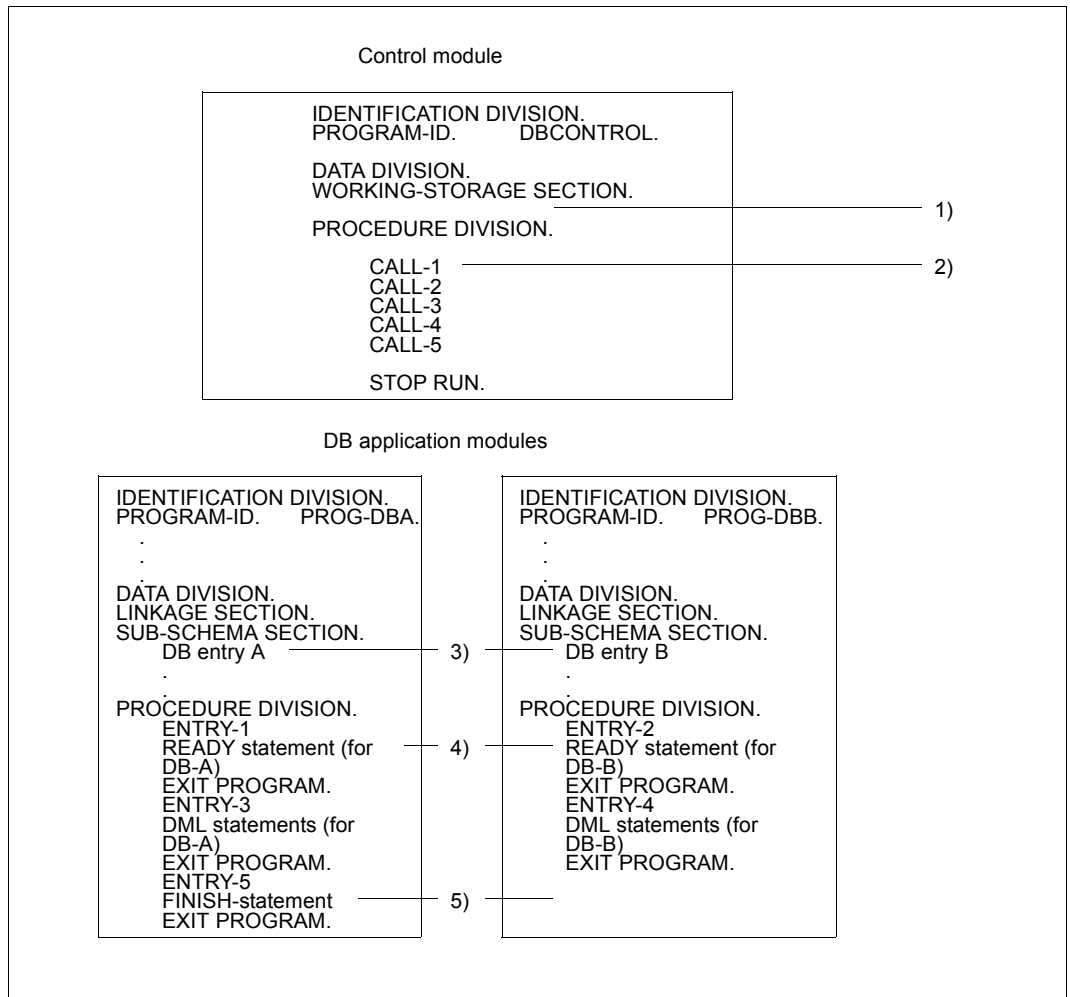 Control module
IDENTIFICATION DIVISION.
PROGRAM-ID. DBCONTROL.
DATA DIVISION.
WORKING-STORAGE SECTION.
1)
PROCEDURE DIVISION.
CALL-1
2)
CALL-2
CALL-3
CALL-4
CALL-5
STOP RUN.
DB application modules
IDENTIFICATION DIVISION.
PROGRAM-ID. PROG-DBA.
.
.
.
DATA DIVISION.
LINKAGE SECTION.
SUB-SCHEMA SECTION.
DB entry A
.
.
PROCEDURE DIVISION.
ENTRY-1
READY statement (for
DB-A)
EXIT PROGRAM.
ENTRY-3
DML statements (for
DB-A)
EXIT PROGRAM.
ENTRY-5
FINISH-statement
EXIT PROGRAM.
3)
4)
5)
IDENTIFICATION DIVISION.
PROGRAM-ID. PROG-DBB.
.
.
.
DATA DIVISION.
LINKAGE SECTION.
SUB-SCHEMA SECTION.
DB entry B
.
.
PROCEDURE DIVISION.
ENTRY-2
READY statement (for
DB-B)
EXIT PROGRAM.
ENTRY-4
DML statements (for
DB-B)
EXIT PROGRAM.